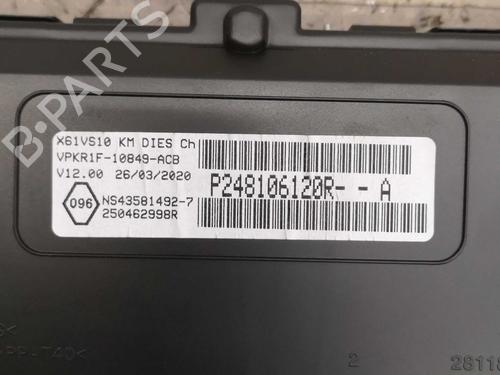 X61VS10 KM DIES Ch
VPKR1F-10849-ACB
V12.00 26/03/2020
P248106120R- - A
096
NS43581492-7
250462998R
B-PARTS
2
28118